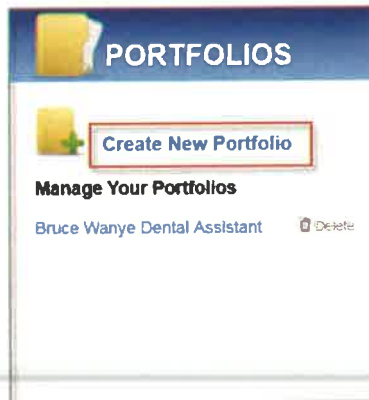 PORTFOLIOS
Create New Portfolio
Manage Your Portfolios
Bruce Wanye Dental Assistant Delete